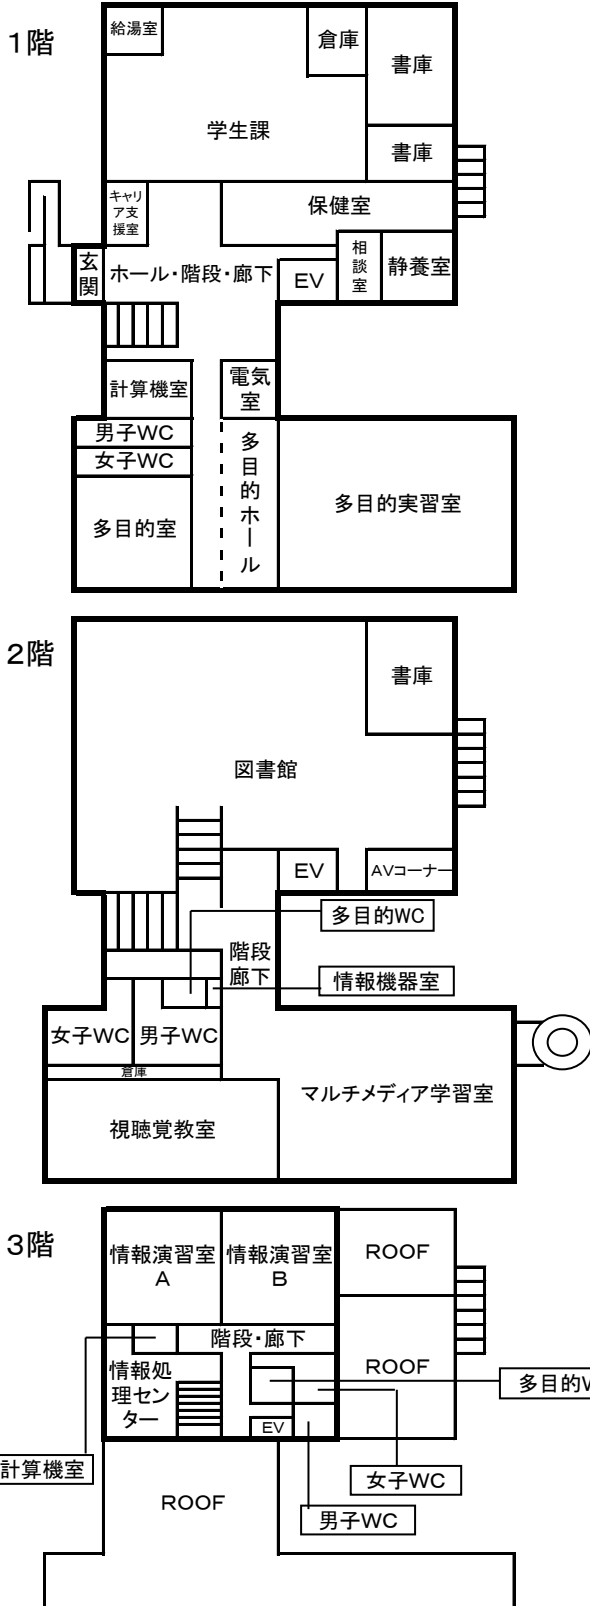 1階
給湯室
倉庫
書庫
学生課
書庫
キャリ
ア支
援室
保健室
玄
関
ホール・階段・廊下
EV
相
談
室
静養室
計算機室
電気
室
男子WC
女子WC
多目的室
多
目
的
ホ
ー
ル
多目的実習室
2階
書庫
図書館
EV
AVコーナー
多目的WC
階段
廊下
情報機器室
女子WC
男子WC
倉庫
マルチメディア学習室
視聴覚教室
3階
情報演習室
A
情報演習室
B
ROOF
階段・廊下
情報処
理セン
ター
ROOF
多目的W
EV
計算機室
女子WC
ROOF
男子WC